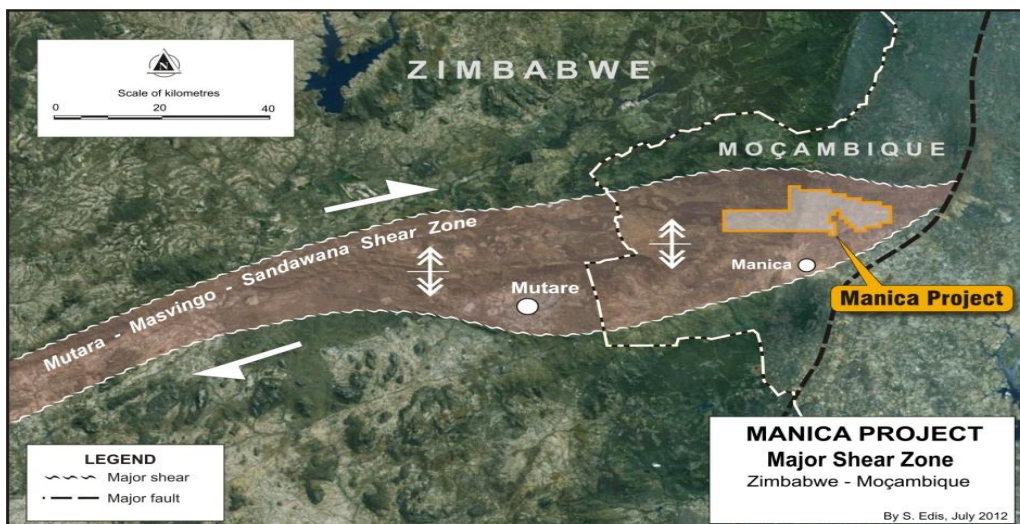 N
Scale of kilometres
0 20 40
ZIMBABWE
MOÇAMBIQUE
Mutara - Masvingo - Sandawana Shear Zone
Mutare
Manica
Manica Project
LEGEND
Major shear
Major fault
MANICA PROJECT
Major Shear Zone
Zimbabwe - Moçambique
By S. Edis, July 2012